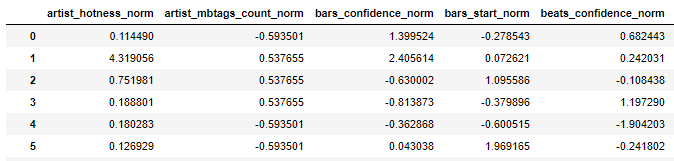 artist_hotness_norm artist_mbtags_count_norm bars_confidence_norm bars_start_norm beats_confidence_norm
0 0.114490 -0.593501 1.399524 -0.278543 0.682443
1 4.319056 0.537655 2.405614 0.072621 0.242031
2 0.751981 0.537655 -0.630002 1.095586 -0.108438
3 0.188801 0.537655 -0.813873 -0.379896 1.197290
4 0.180283 -0.593501 -0.362868 -0.600515 -1.904203
5 0.126929 -0.593501 0.043038 1.969165 -0.241802